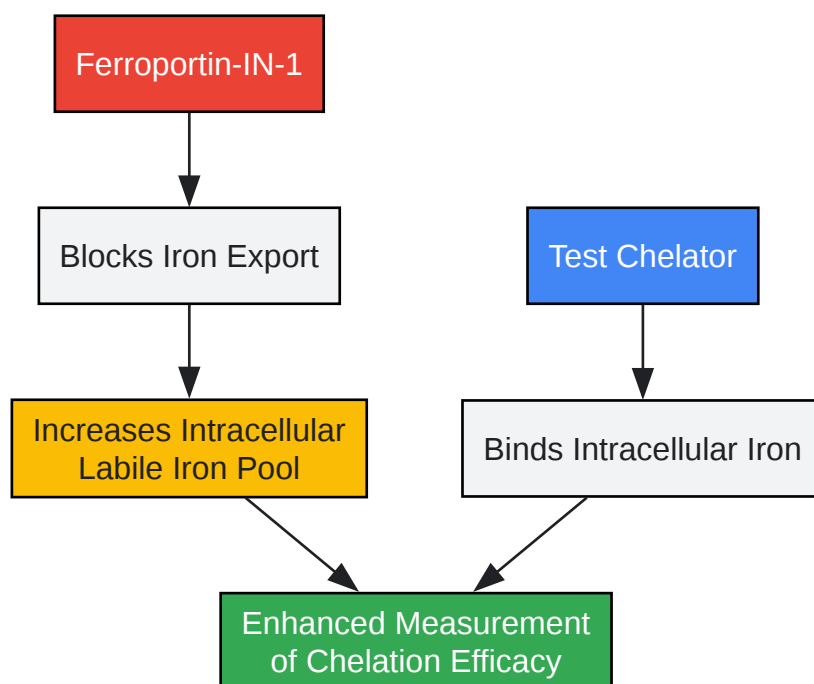 Ferroportin-IN-1
Blocks Iron Export
Test Chelator
Increases Intracellular
Labile Iron Pool
Binds Intracellular Iron
Enhanced Measurement
of Chelation Efficacy